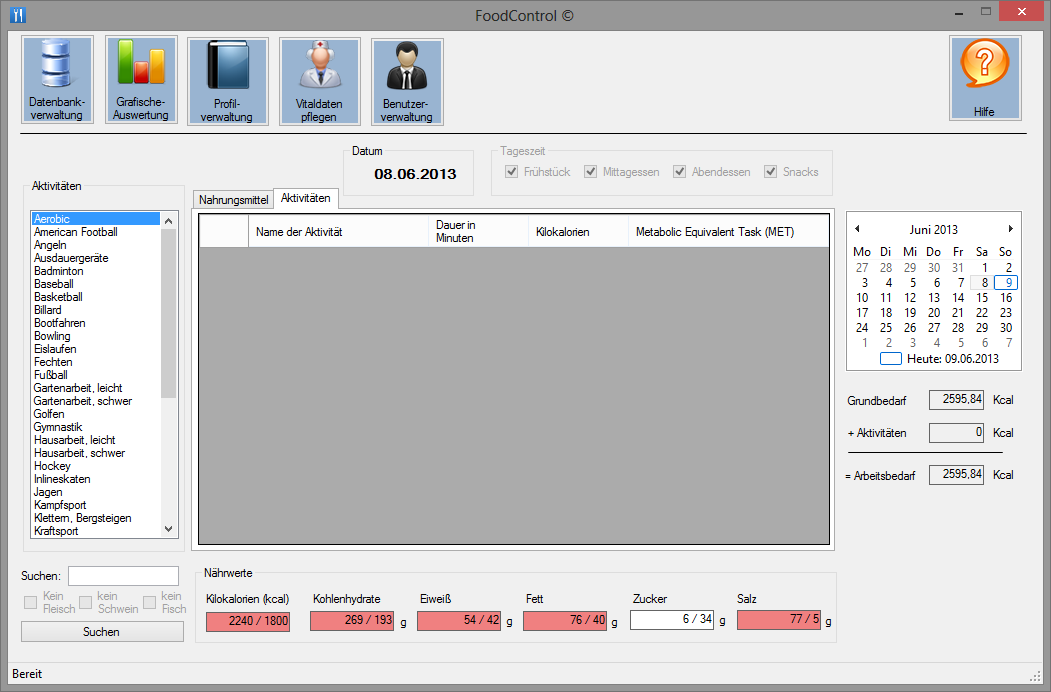 FoodControl ©
Datenbank-
verwaltung
Grafische-
Auswertung
Profil-
verwaltung
Vitaldaten
pflegen
Benutzer-
verwaltung
Hilfe
Datum
08.06.2013
Tageszeit
Frühstück Mittagessen Abendessen Snacks
Aktivitäten
Aerobic
American Football
Angeln
Ausdauergeräte
Badminton
Baseball
Basketball
Billard
Bootfahren
Bowling
Eislaufen
Fechten
Fußball
Gartenarbeit, leicht
Gartenarbeit, schwer
Golfen
Gymnastik
Hausarbeit, leicht
Hausarbeit, schwer
Hockey
Inlineskaten
Jagen
Kampfsport
Klettern, Bergsteigen
Kraftsport
Nahrungsmittel Aktivitäten
Name der Aktivität
Dauer in
Minuten
Kilokalorien
Metabolic Equivalent Task (MET)
Juni 2013
Mo Di Mi Do Fr Sa So
27 28 29 30 31 1 2
3 4 5 6 7 8 9
10 11 12 13 14 15 16
17 18 19 20 21 22 23
24 25 26 27 28 29 30
1 2 3 4 5 6 7
Heute: 09.06.2013
Grundbedarf 2595,84 Kcal
+ Aktivitäten 0 Kcal
= Arbeitsbedarf 2595,84 Kcal
Suchen:
Kein
Fleisch
kein
Schwein
kein
Fisch
Suchen
Nährwerte
Kilokalorien (kcal) Kohlenhydrate Eiweiß Fett Zucker Salz
2240 / 1800 269 / 193 g 54 / 42 g 76 / 40 g 6 / 34 g 77 / 5 g
Bereit